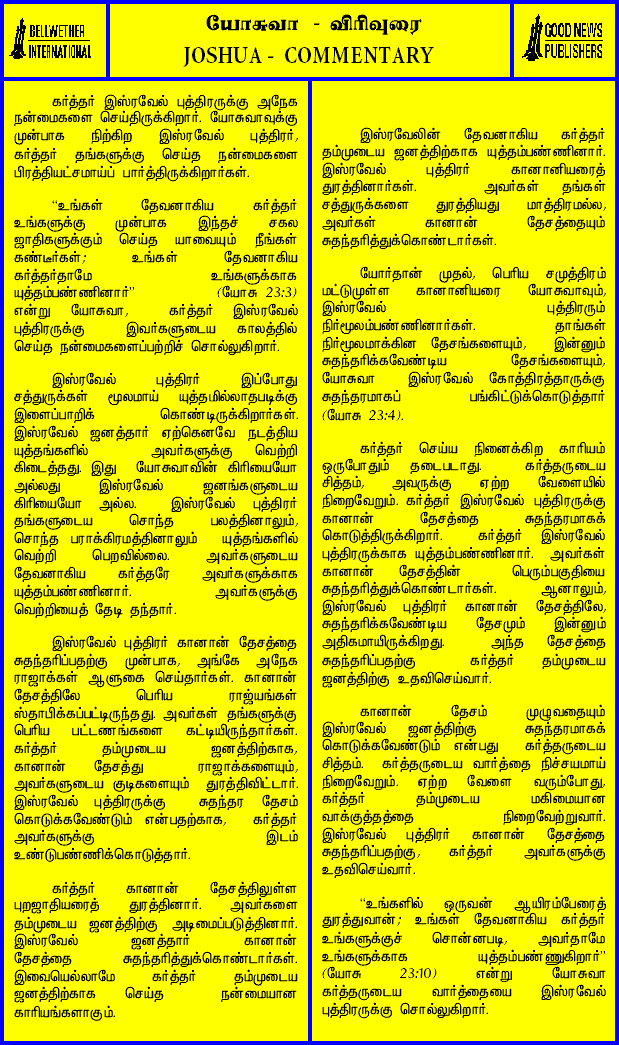 BELLWETHER
INTERNATIONAL
யோசுவா - விரிவுரை
JOSHUA - COMMENTARY
GOOD NEWS
PUBLISHERS
கர்த்தர் இஸ்ரவேல் புத்திரருக்கு அநேக
நன்மைகளை செய்திருக்கிறார். யோசுவாவுக்கு
முன்பாக நிற்கிற இஸ்ரவேல் புத்திரர்,
கர்த்தர் தங்களுக்கு செய்த நன்மைகளை
பிரத்தியட்சமாய்ப் பார்த்திருக்கிறார்கள்.
“உங்கள் தேவனாகிய கர்த்தர்
உங்களுக்கு முன்பாக இந்தச் சகல
ஜாதிகளுக்கும் செய்த யாவையும் நீங்கள்
கண்டீர்கள்; உங்கள் தேவனாகிய
கர்த்தர்தாமே உங்களுக்காக
யுத்தம்பண்ணினார்” (யோசு 23:3)
என்று யோசுவா, கர்த்தர் இஸ்ரவேல்
புத்திரருக்கு இவர்களுடைய காலத்தில்
செய்த நன்மைகளைப்பற்றிச் சொல்லுகிறார்.
இஸ்ரவேல் புத்திரர் இப்போது
சத்துருக்கள் மூலமாய் யுத்தமில்லாதபடிக்கு
இளைப்பாறிக் கொண்டிருக்கிறார்கள்.
இஸ்ரவேல் ஜனத்தார் ஏற்கெனவே நடத்திய
யுத்தங்களில் அவர்களுக்கு வெற்றி
கிடைத்தது. இது யோசுவாவின் கிரியையோ
அல்லது இஸ்ரவேல் ஜனங்களுடைய
கிரியையோ அல்ல. இஸ்ரவேல் புத்திரர்
தங்களுடைய சொந்த பலத்தினாலும்,
சொந்த பராக்கிரமத்தினாலும் யுத்தங்களில்
வெற்றி பெறவில்லை. அவர்களுடைய
தேவனாகிய கர்த்தரே அவர்களுக்காக
யுத்தம்பண்ணினார். அவர்களுக்கு
வெற்றியைத் தேடி தந்தார்.
இஸ்ரவேல் புத்திரர் கானான் தேசத்தை
சுதந்தரிப்பதற்கு முன்பாக, அங்கே அநேக
ராஜாக்கள் ஆளுகை செய்தார்கள். கானான்
தேசத்திலே பெரிய ராஜ்யங்கள்
ஸ்தாபிக்கப்பட்டிருந்தது. அவர்கள் தங்களுக்கு
பெரிய பட்டணங்களை கட்டியிருந்தார்கள்.
கர்த்தர் தம்முடைய ஜனத்திற்காக,
கானான் தேசத்து ராஜாக்களையும்,
அவர்களுடைய குடிகளையும் துரத்திவிட்டார்.
இஸ்ரவேல் புத்திரருக்கு சுதந்தர தேசம்
கொடுக்கவேண்டும் என்பதற்காக, கர்த்தர்
அவர்களுக்கு இடம்
உண்டுபண்ணிக்கொடுத்தார்.
கர்த்தர் கானான் தேசத்திலுள்ள
புறஜாதியரைத் துரத்தினார். அவர்களை
தம்முடைய ஜனத்திற்கு அடிமைப்படுத்தினார்.
இஸ்ரவேல் ஜனத்தார் கானான்
தேசத்தை சுதந்தரித்துக்கொண்டார்கள்.
இவையெல்லாமே கர்த்தர் தம்முடைய
ஜனத்திற்காக செய்த நன்மையான
காரியங்களாகும்.
இஸ்ரவேலின் தேவனாகிய கர்த்தர்
தம்முடைய ஜனத்திற்காக யுத்தம்பண்ணினார்.
இஸ்ரவேல் புத்திரர் கானானியரைத்
துரத்தினார்கள். அவர்கள் தங்கள்
சத்துருக்களை துரத்தியது மாத்திரமல்ல,
அவர்கள் கானான் தேசத்தையும்
சுதந்தரித்துக்கொண்டார்கள்.
யோர்தான் முதல், பெரிய சமுத்திரம்
மட்டுமுள்ள கானானியரை யோசுவாவும்,
இஸ்ரவேல் புத்திரரும்
நிர்மூலம்பண்ணினார்கள். தாங்கள்
நிர்மூலமாக்கின தேசங்களையும், இன்னும்
சுதந்தரிக்கவேண்டிய தேசங்களையும்,
யோசுவா இஸ்ரவேல் கோத்திரத்தாருக்கு
சுதந்தரமாகப் பங்கிட்டுக்கொடுத்தார்
(யோசு 23:4).
கர்த்தர் செய்ய நினைக்கிற காரியம்
ஒருபோதும் தடைபடாது. கர்த்தருடைய
சித்தம், அவருக்கு ஏற்ற வேளையில்
நிறைவேறும். கர்த்தர் இஸ்ரவேல் புத்திரருக்கு
கானான் தேசத்தை சுதந்தரமாகக்
கொடுத்திருக்கிறார். கர்த்தர் இஸ்ரவேல்
புத்திரருக்காக யுத்தம்பண்ணினார். அவர்கள்
கானான் தேசத்தின் பெரும்பகுதியை
சுதந்தரித்துக்கொண்டார்கள். ஆனாலும்,
இஸ்ரவேல் புத்திரர் கானான் தேசத்திலே,
சுதந்தரிக்கவேண்டிய தேசமும் இன்னும்
அதிகமாயிருக்கிறது. அந்த தேசத்தை
சுதந்தரிப்பதற்கு கர்த்தர் தம்முடைய
ஜனத்திற்கு உதவிசெய்வார்.
கானான் தேசம் முழுவதையும்
இஸ்ரவேல் ஜனத்திற்கு சுதந்தரமாகக்
கொடுக்கவேண்டும் என்பது கர்த்தருடைய
சித்தம். கர்த்தருடைய வார்த்தை நிச்சயமாய்
நிறைவேறும். ஏற்ற வேளை வரும்போது,
கர்த்தர் தம்முடைய மகிமையான
வாக்குத்தத்தை நிறைவேற்றுவார்.
இஸ்ரவேல் புத்திரர் கானான் தேசத்தை
சுதந்தரிப்பதற்கு, கர்த்தர் அவர்களுக்கு
உதவிசெய்வார்.
“உங்களில் ஒருவன் ஆயிரம்பேரைத்
துரத்துவான்; உங்கள் தேவனாகிய கர்த்தர்
உங்களுக்குச் சொன்னபடி, அவர்தாமே
உங்களுக்காக யுத்தம்பண்ணுகிறார்”
(யோசு 23:10) என்று யோசுவா
கர்த்தருடைய வார்த்தையை இஸ்ரவேல்
புத்திரருக்கு சொல்லுகிறார்.